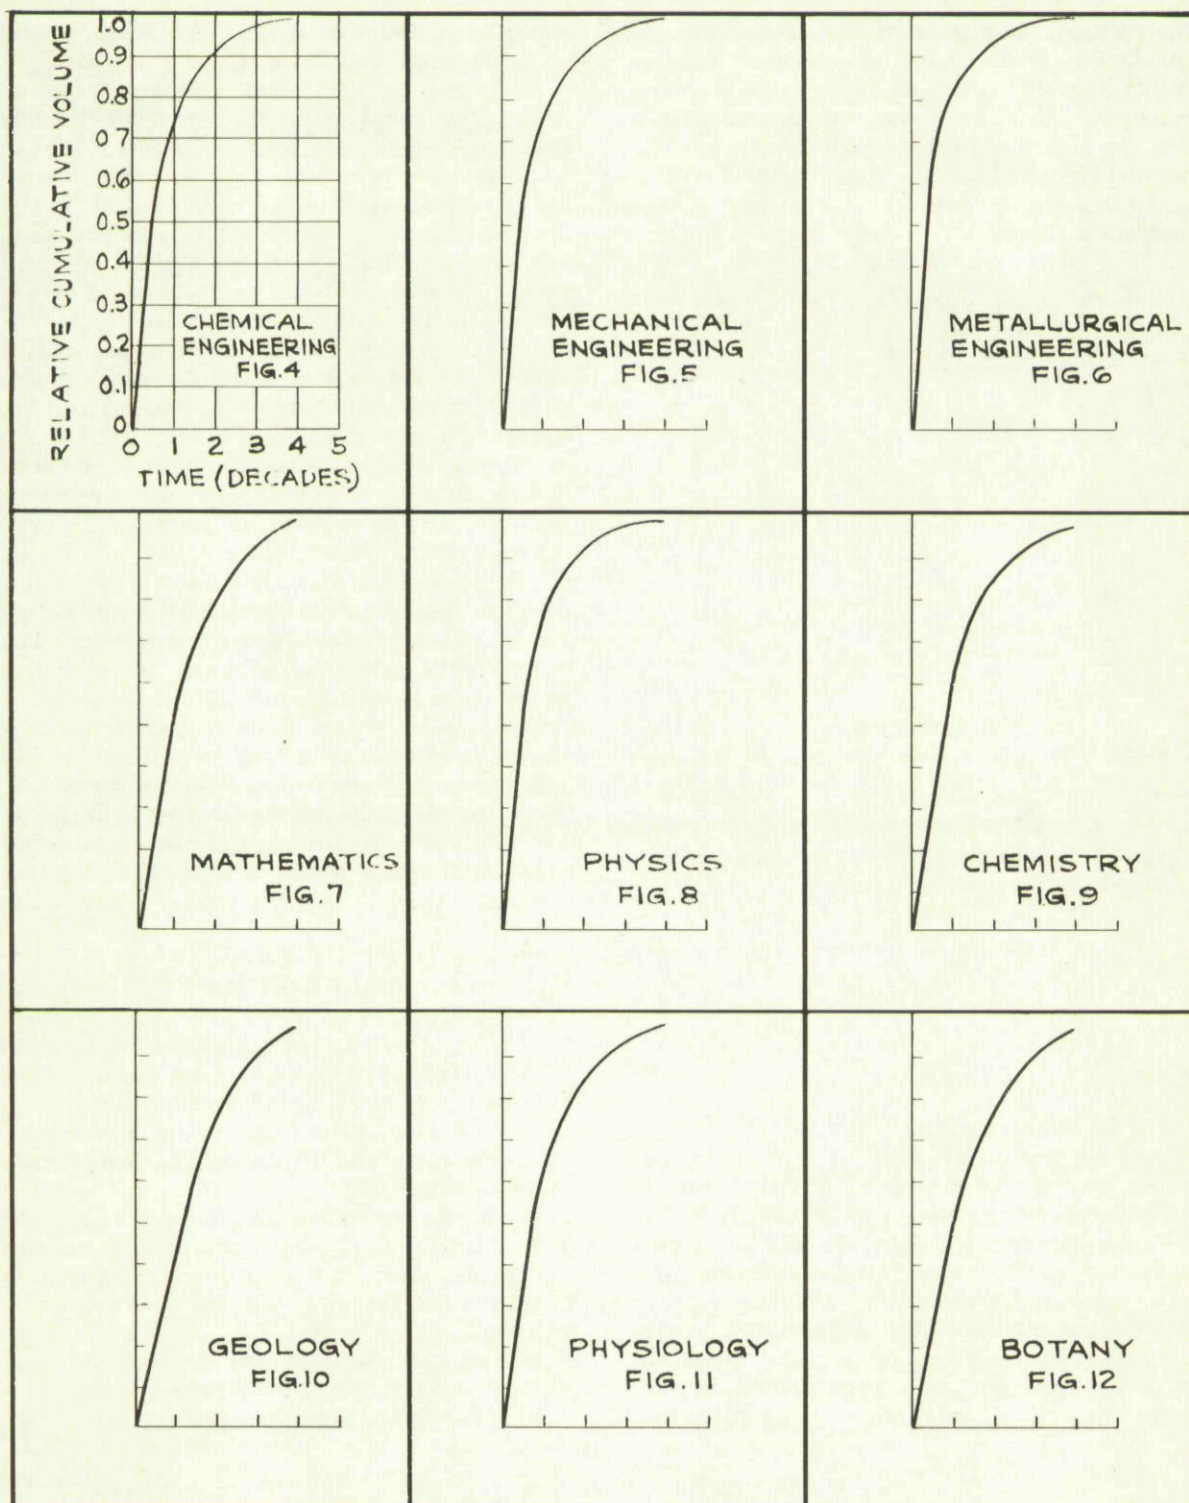 RELATIVE CUMULATIVE VOLUME
1.0
0.9
0.8
0.7
0.6
0.5
0.4
0.3
0.2
0.1
0
0 1 2 3 4 5
TIME (DECADES)
CHEMICAL
ENGINEERING
FIG.4
MECHANICAL
ENGINEERING
FIG.5
METALLURGICAL
ENGINEERING
FIG.6
MATHEMATICS
FIG.7
PHYSICS
FIG.8
CHEMISTRY
FIG.9
GEOLOGY
FIG.10
PHYSIOLOGY
FIG.11
BOTANY
FIG.12